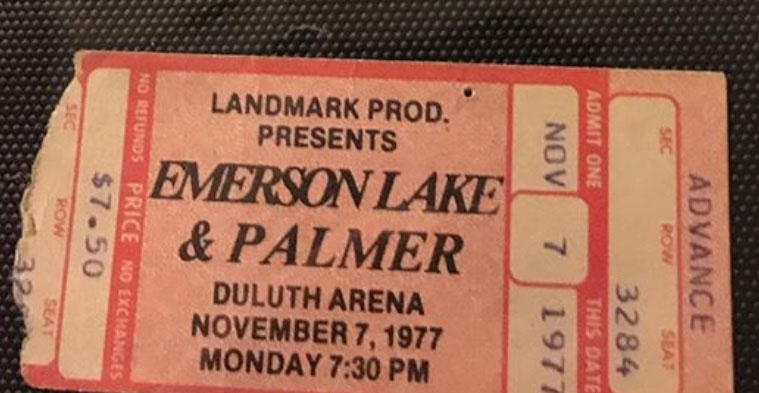 SEC ROW SEAT
32
$7.50
NO REFUNDS PRICE NO EXCHANGES
LANDMARK PROD.
PRESENTS
EMERSON LAKE
& PALMER
DULUTH ARENA
NOVEMBER 7, 1977
MONDAY 7:30 PM
NOV 7 1977
ADMIT ONE THIS DATE
3284
SEC ROW SEAT
ADVANCE